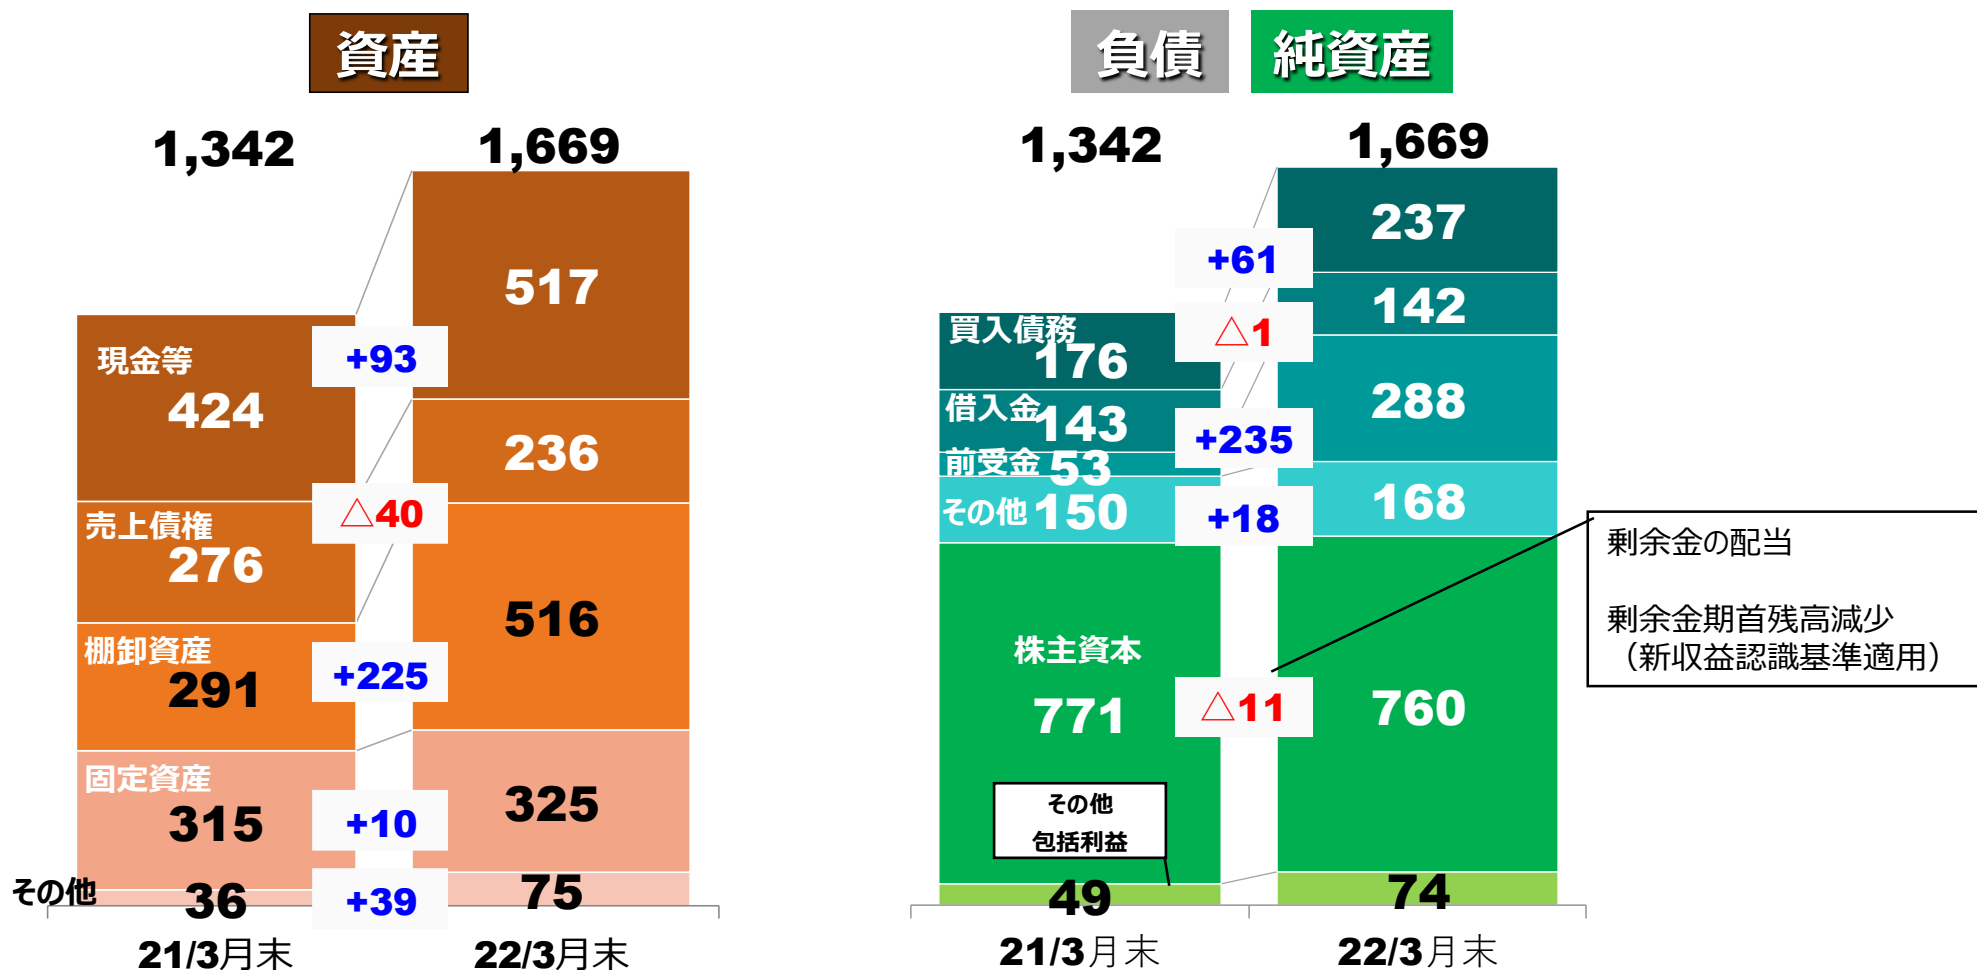 資産
1,342
1,669
現金等
424
517
+93
売上債権
276
236
△40
棚卸資産
291
516
+225
固定資産
315
325
+10
その他
36
75
+39
21/3月末
22/3月末
負債
純資産
1,342
1,669
買入債務
176
237
+61
借入金
143
142
△1
前受金
53
288
+235
その他
150
168
+18
株主資本
771
760
△11
その他
包括利益
49
74
21/3月末
22/3月末
剰余金の配当
剰余金期首残高減少
（新収益認識基準適用）